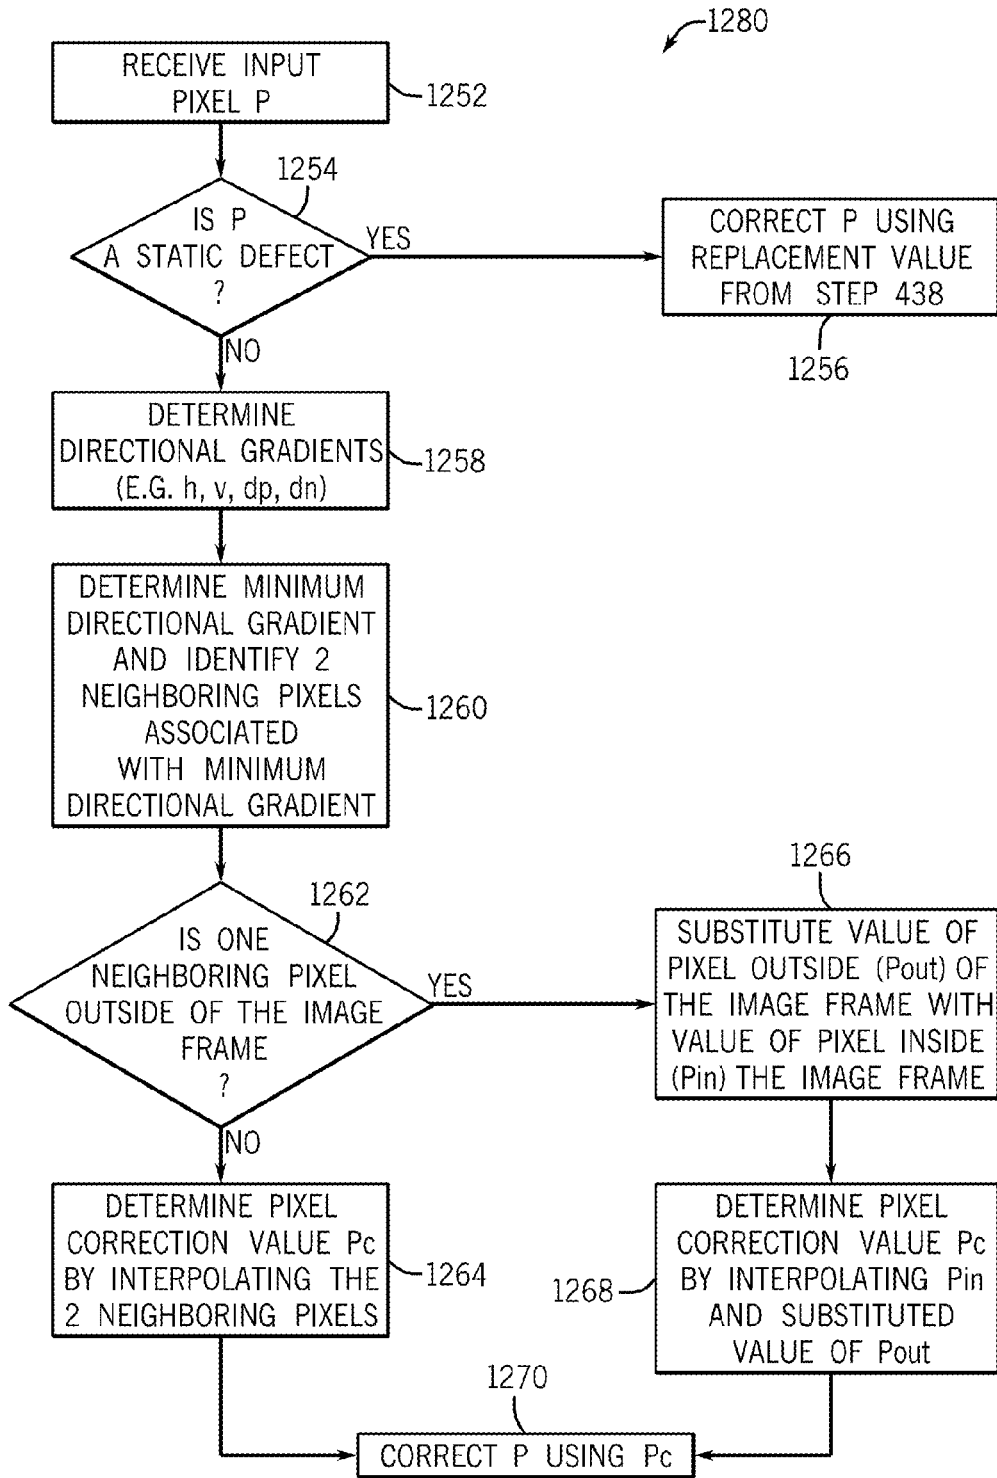 1280
RECEIVE INPUT
PIXEL P
1252
1254
IS P
A STATIC DEFECT
?
YES
NO
CORRECT P USING
REPLACEMENT VALUE
FROM STEP 438
1256
DETERMINE
DIRECTIONAL GRADIENTS
(E.G. h, v, dp, dn)
1258
DETERMINE MINIMUM
DIRECTIONAL GRADIENT
AND IDENTIFY 2
NEIGHBORING PIXELS
ASSOCIATED
WITH MINIMUM
DIRECTIONAL GRADIENT
1260
1262
IS ONE
NEIGHBORING PIXEL
OUTSIDE OF THE IMAGE
FRAME
?
YES
NO
1266
SUBSTITUTE VALUE OF
PIXEL OUTSIDE (Pout) OF
THE IMAGE FRAME WITH
VALUE OF PIXEL INSIDE
(Pin) THE IMAGE FRAME
DETERMINE PIXEL
CORRECTION VALUE Pc
BY INTERPOLATING THE
2 NEIGHBORING PIXELS
1264
1268
DETERMINE PIXEL
CORRECTION VALUE Pc
BY INTERPOLATING Pin
AND SUBSTITUTED
VALUE OF Pout
1270
CORRECT P USING Pc